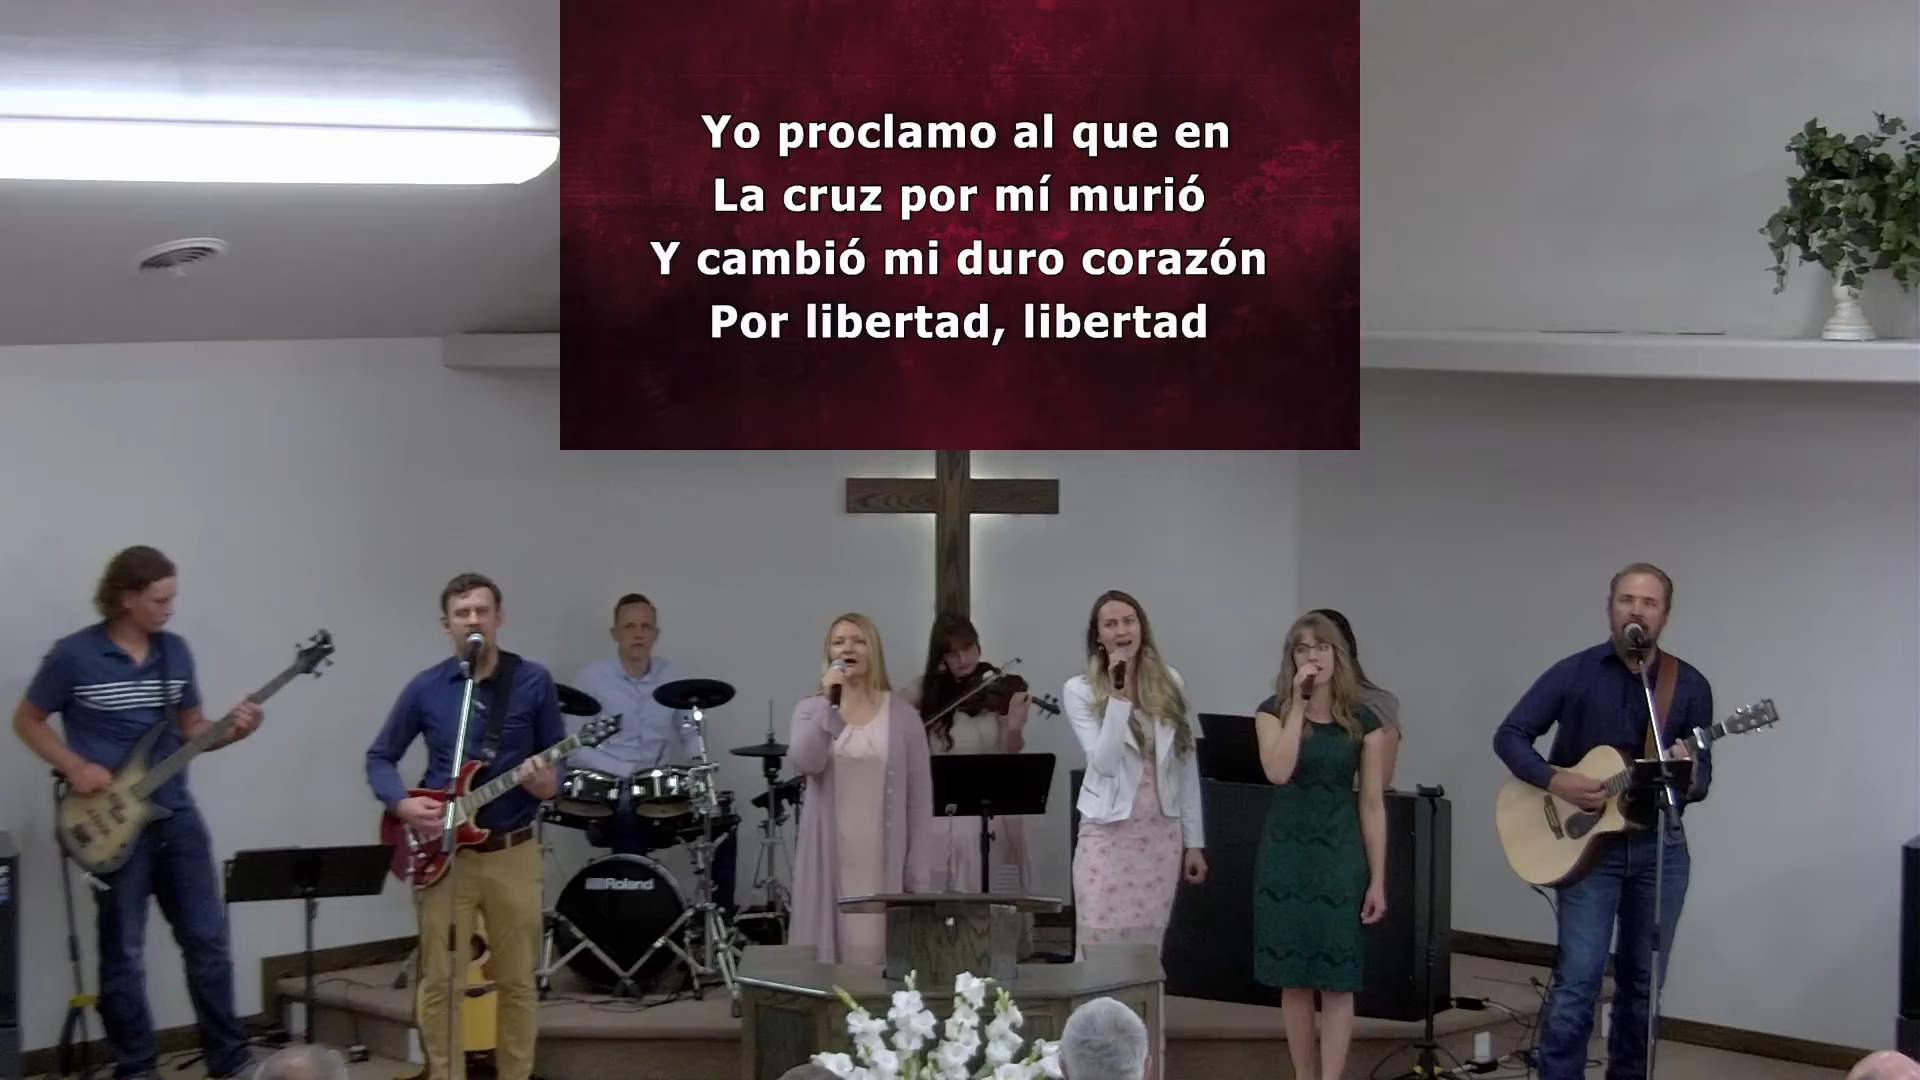 Yo proclamo al que en
La cruz por mí murió
Y cambió mi duro corazón
Por libertad, libertad
Roland